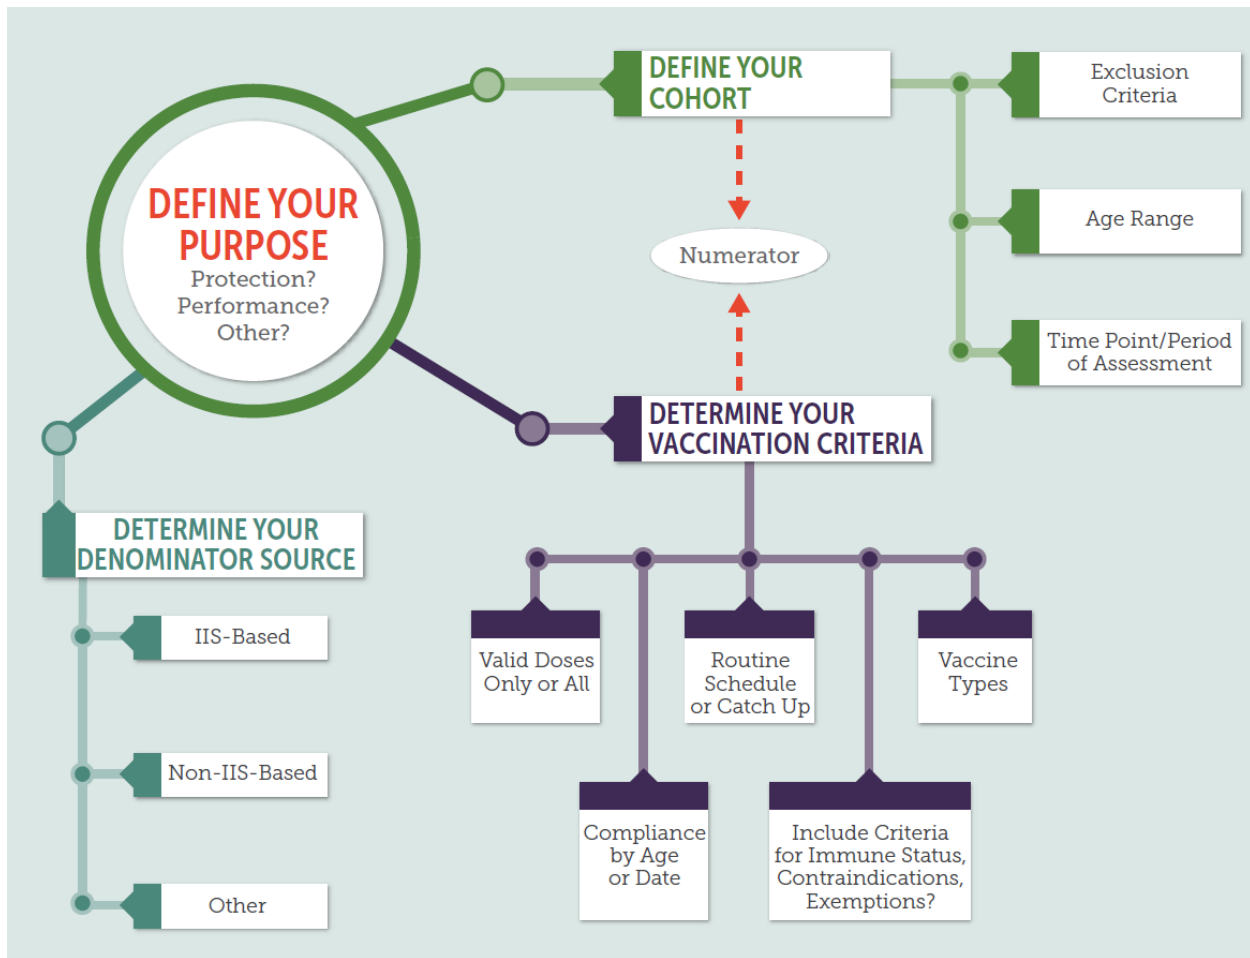 DEFINE YOUR
PURPOSE
Protection?
Performance?
Other?
DEFINE YOUR
COHORT
Exclusion
Criteria
Age Range
Time Point/Period
of Assessment
Numerator
DETERMINE YOUR
VACCINATION CRITERIA
Valid Doses
Only or All
Compliance
by Age
or Date
Routine
Schedule
or Catch Up
Include Criteria
for Immune Status,
Contraindications,
Exemptions?
Vaccine
Types
DETERMINE YOUR
DENOMINATOR SOURCE
IIS-Based
Non-IIS-Based
Other